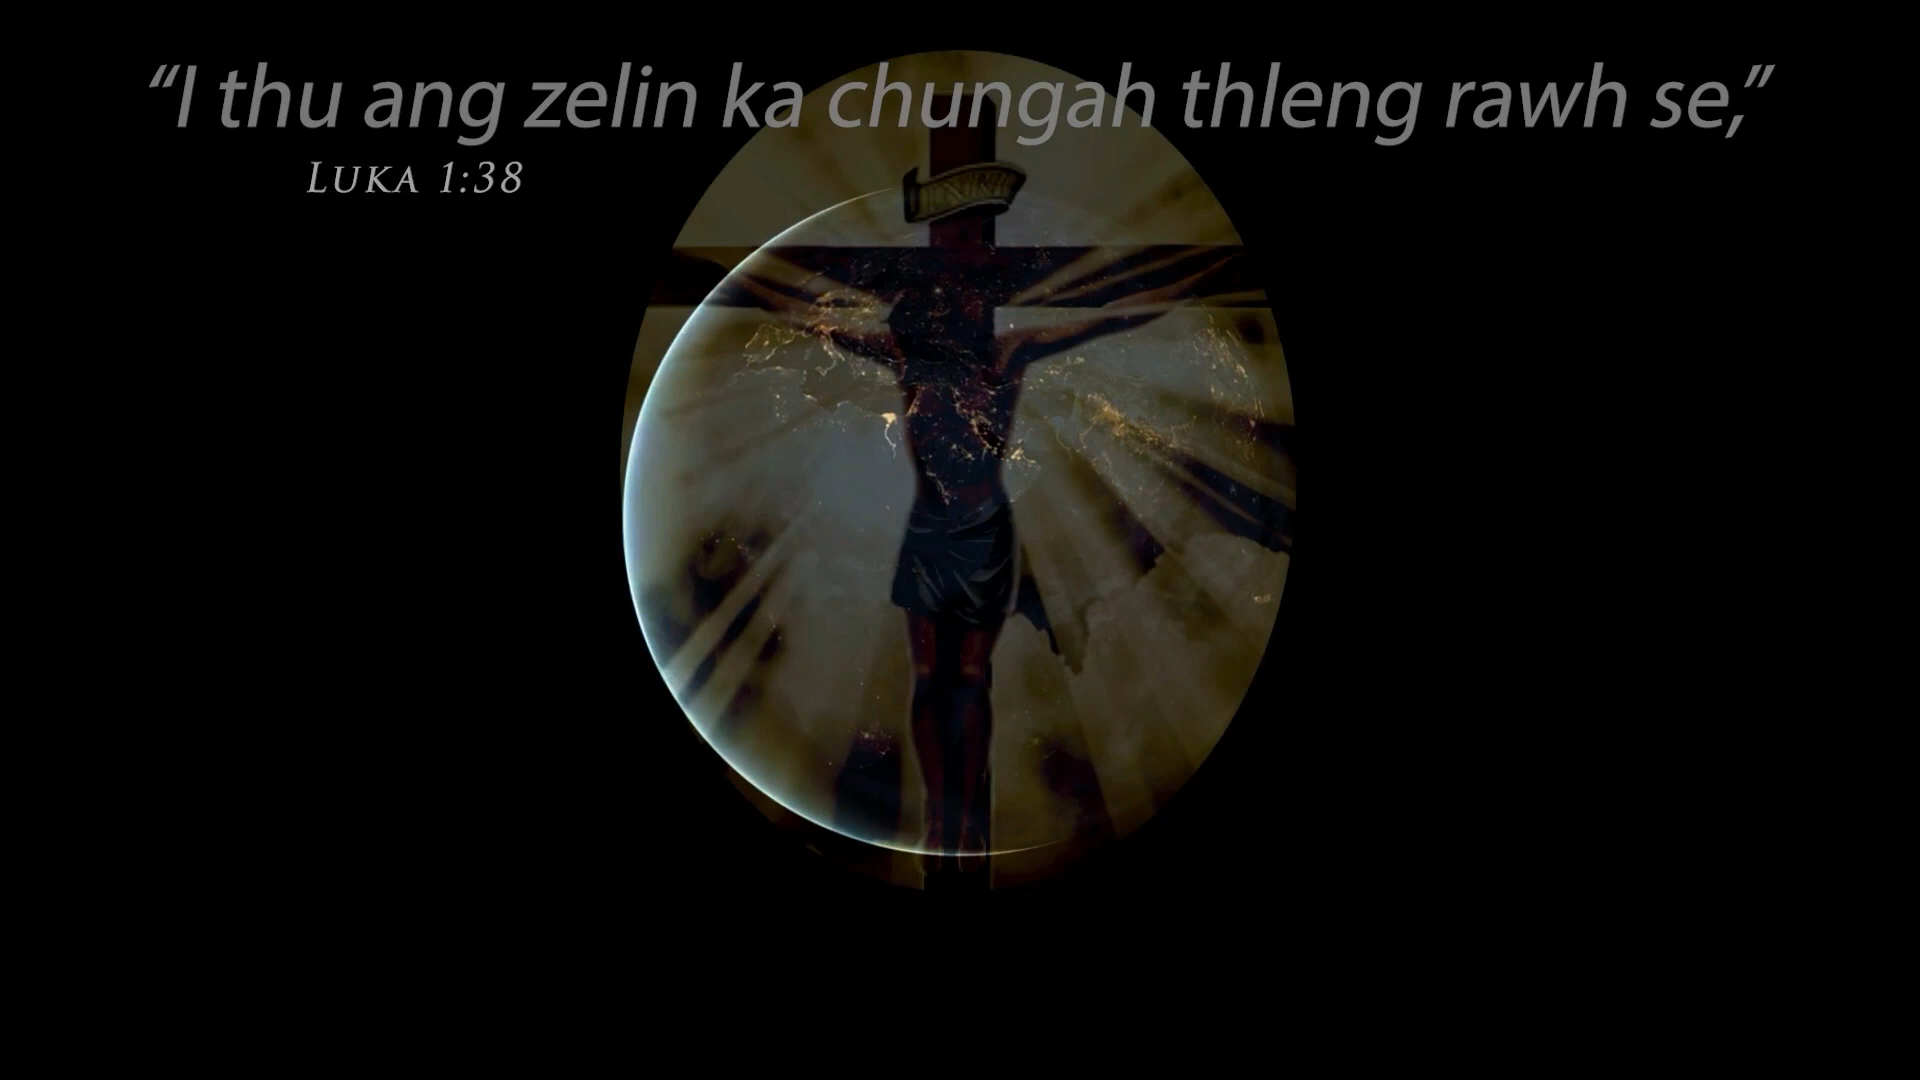 “I thu ang zelin ka chungah thleng rawh se,”
LUKA 1:38